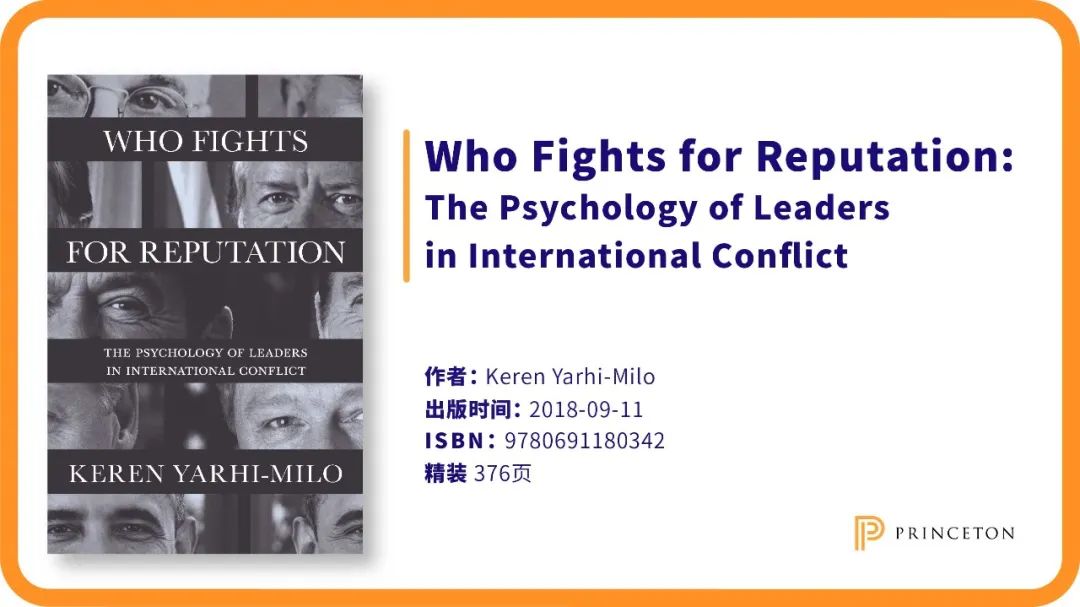 WHO FIGHTS
FOR REPUTATION
THE PSYCHOLOGY OF LEADERS
IN INTERNATIONAL CONFLICT
KEREN YARHI-MILO
Who Fights for Reputation:
The Psychology of Leaders
in International Conflict
作者：Keren Yarhi-Milo
出版时间：2018-09-11
ISBN：9780691180342
精装 376页
PRINCETON